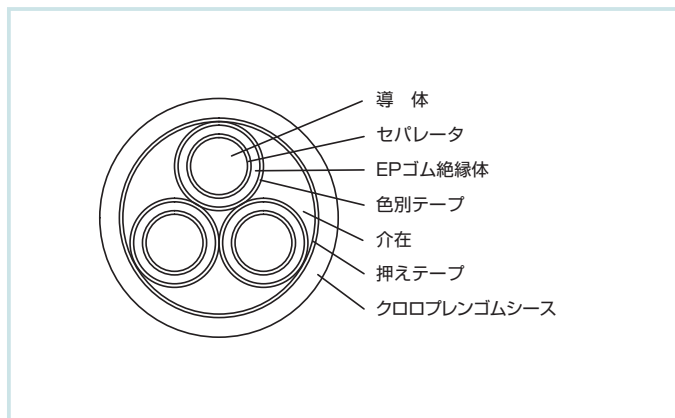 導　体
セパレータ
EPゴム絶縁体
色別テープ
介在
押えテープ
クロロプレンゴムシース